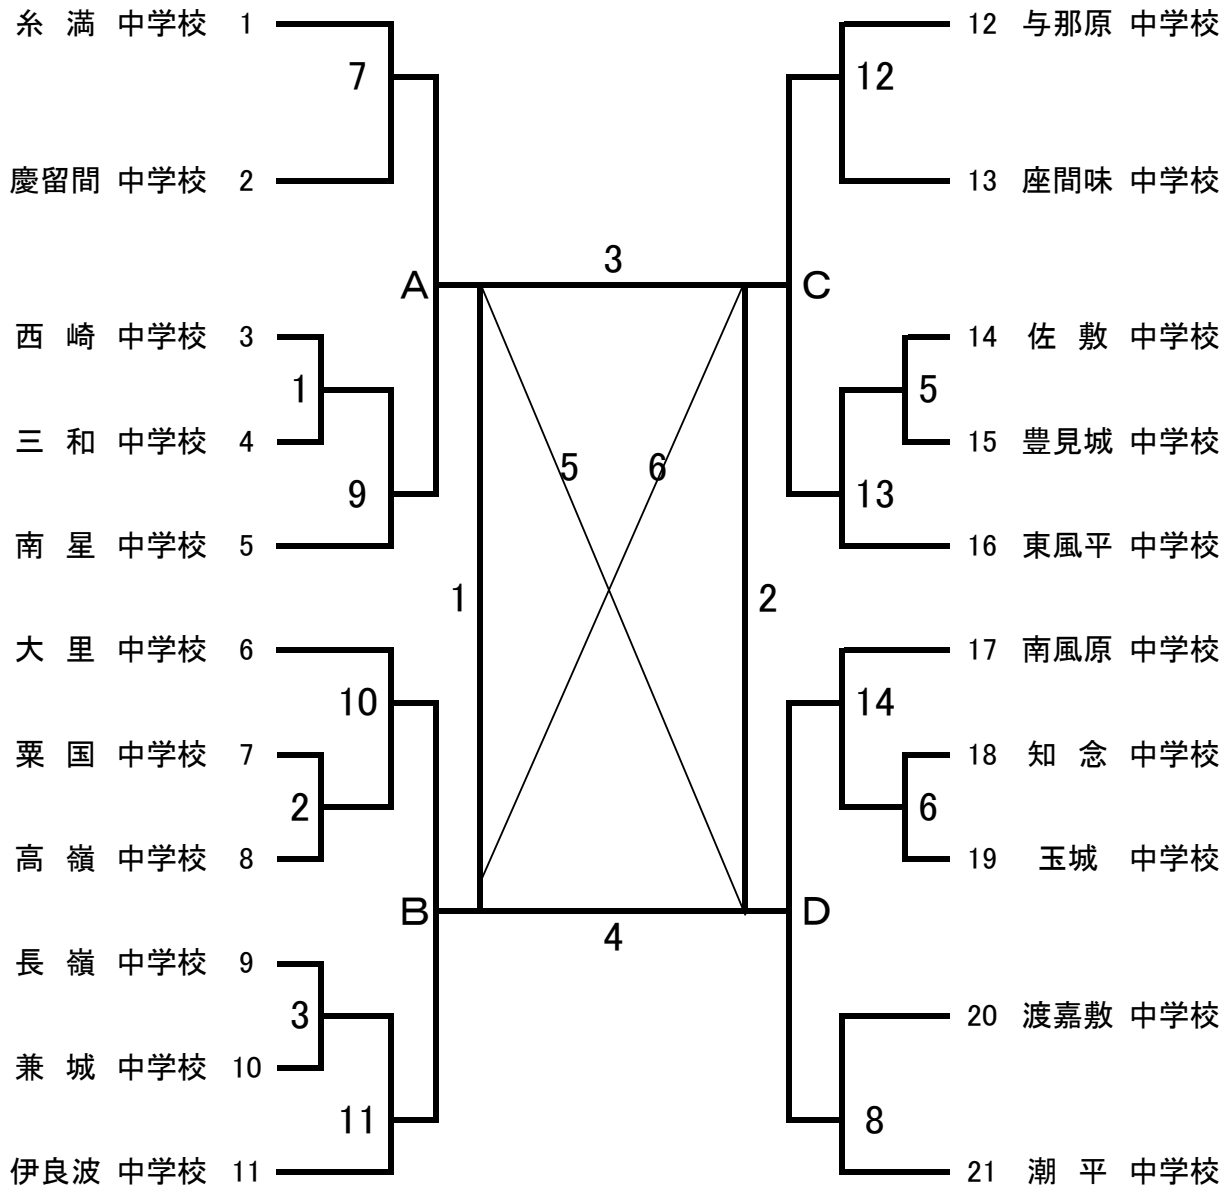 糸 満 中学校 1
7
慶留間 中学校 2
A
西 崎 中学校 3
1
三 和 中学校 4
9
南 星 中学校 5
大 里 中学校 6
10
粟 国 中学校 7
2
高 嶺 中学校 8
B
長 嶺 中学校 9
3
兼 城 中学校 10
11
伊良波 中学校 11
3
5 6
1 2
4
12 与那原 中学校
12
13 座間味 中学校
C
14 佐 敷 中学校
5
15 豊見城 中学校
13
16 東風平 中学校
17 南風原 中学校
14
18 知 念 中学校
6
19 玉城 中学校
D
20 渡嘉敷 中学校
8
21 潮 平 中学校